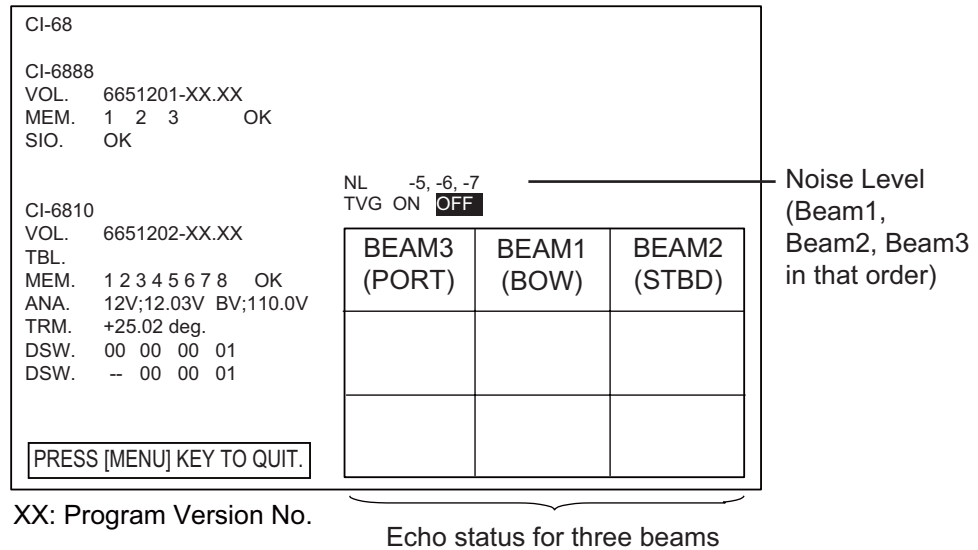 CI-68
CI-6888
VOL. 6651201-XX.XX
MEM. 1 2 3 OK
SIO. OK
CI-6810
VOL. 6651202-XX.XX
TBL.
MEM. 1 2 3 4 5 6 7 8 OK
ANA. 12V;12.03V BV;110.0V
TRM. +25.02 deg.
DSW. 00 00 00 01
DSW. -- 00 00 01
PRESS [MENU] KEY TO QUIT.
NL -5, -6, -7
TVG ON OFF
BEAM3 BEAM1 BEAM2
(PORT) (BOW) (STBD)
Noise Level
(Beam1,
Beam2, Beam3
in that order)
XX: Program Version No.
Echo status for three beams